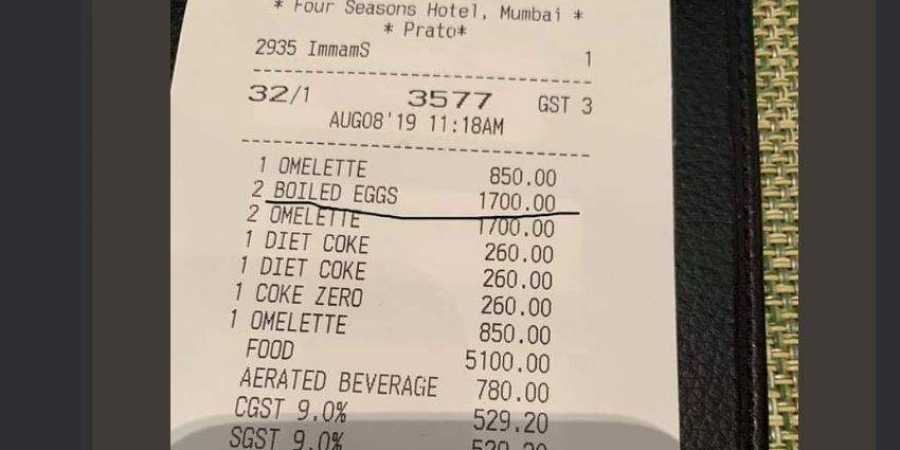 * Four Seasons Hotel, Mumbai *
* Prato*
2935 ImmamS 1
32/1 3577 GST 3
AUG08'19 11:18AM
1 OMELETTE 850.00
2 BOILED EGGS 1700.00
2 OMELETTE 1700.00
1 DIET COKE 260.00
1 DIET COKE 260.00
1 COKE ZERO 260.00
1 OMELETTE 850.00
FOOD 5100.00
AERATED BEVERAGE 780.00
CGST 9.0% 529.20
SGST 9.0% 529.20